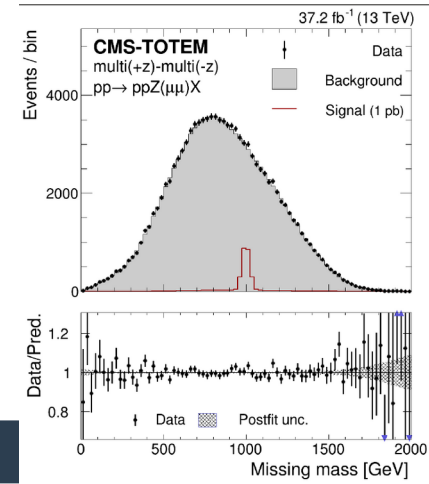 37.2 fb⁻¹ (13 TeV)
Events / bin
CMS-TOTEM
multi(+z)-multi(-z)
pp→ ppZ(μμ)X
Data
Background
Signal (1 pb)
4000
2000
0
Data/Pred.
1.2
1
0.8
Data
Postfit unc.
0 500 1000 1500 2000
Missing mass [GeV]